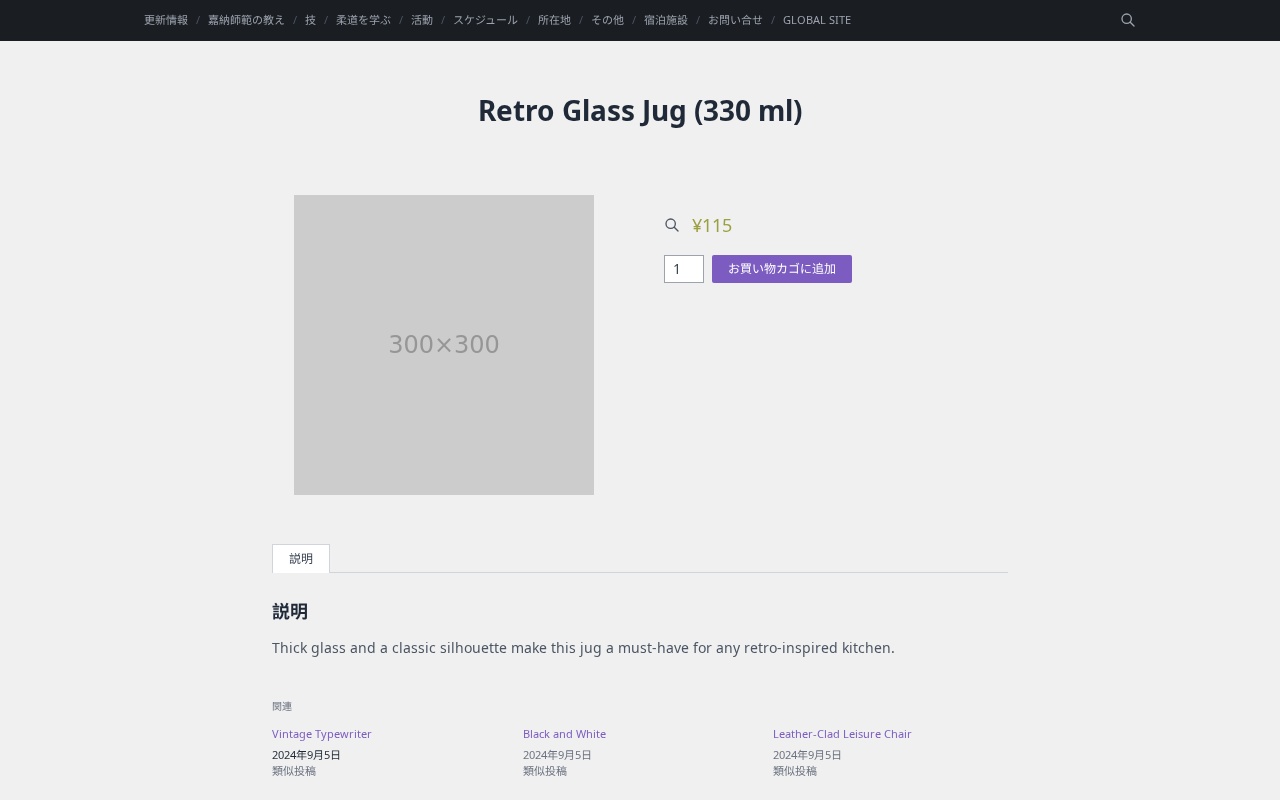 更新情報 / 嘉納師範の教え / 技 / 柔道を学ぶ / 活動 / スケジュール / 所在地 / その他 / 宿泊施設 / お問い合せ / GLOBAL SITE
Retro Glass Jug (330 ml)
300×300
¥115
1 お買い物カゴに追加
説明
説明
Thick glass and a classic silhouette make this jug a must-have for any retro-inspired kitchen.
関連
Vintage Typewriter Black and White Leather-Clad Leisure Chair
2024年9月5日 2024年9月5日 2024年9月5日
類似投稿 類似投稿 類似投稿